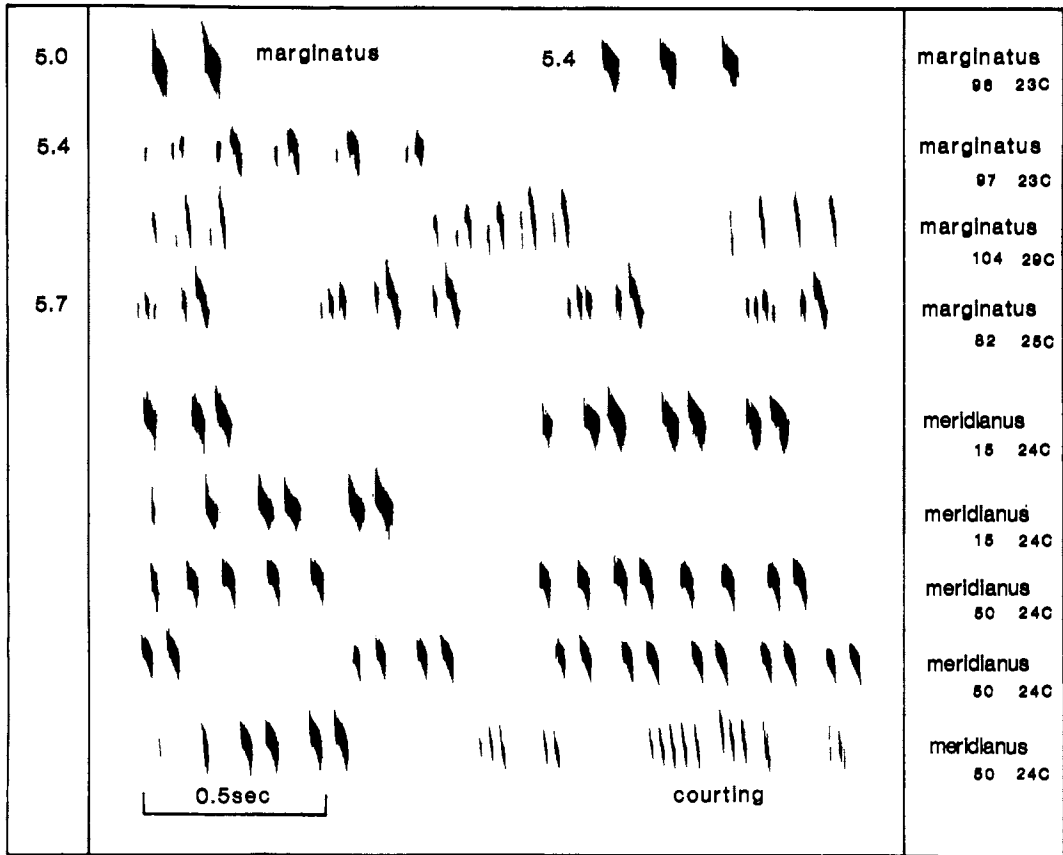 5.0 marginatus 5.4 marginatus
98 23C
5.4 marginatus
97 23C
marginatus
104 29C
5.7 marginatus
82 25C
meridianus
15 24C
meridianus
15 24C
meridianus
50 24C
meridianus
50 24C
meridianus
50 24C
0.5sec courting